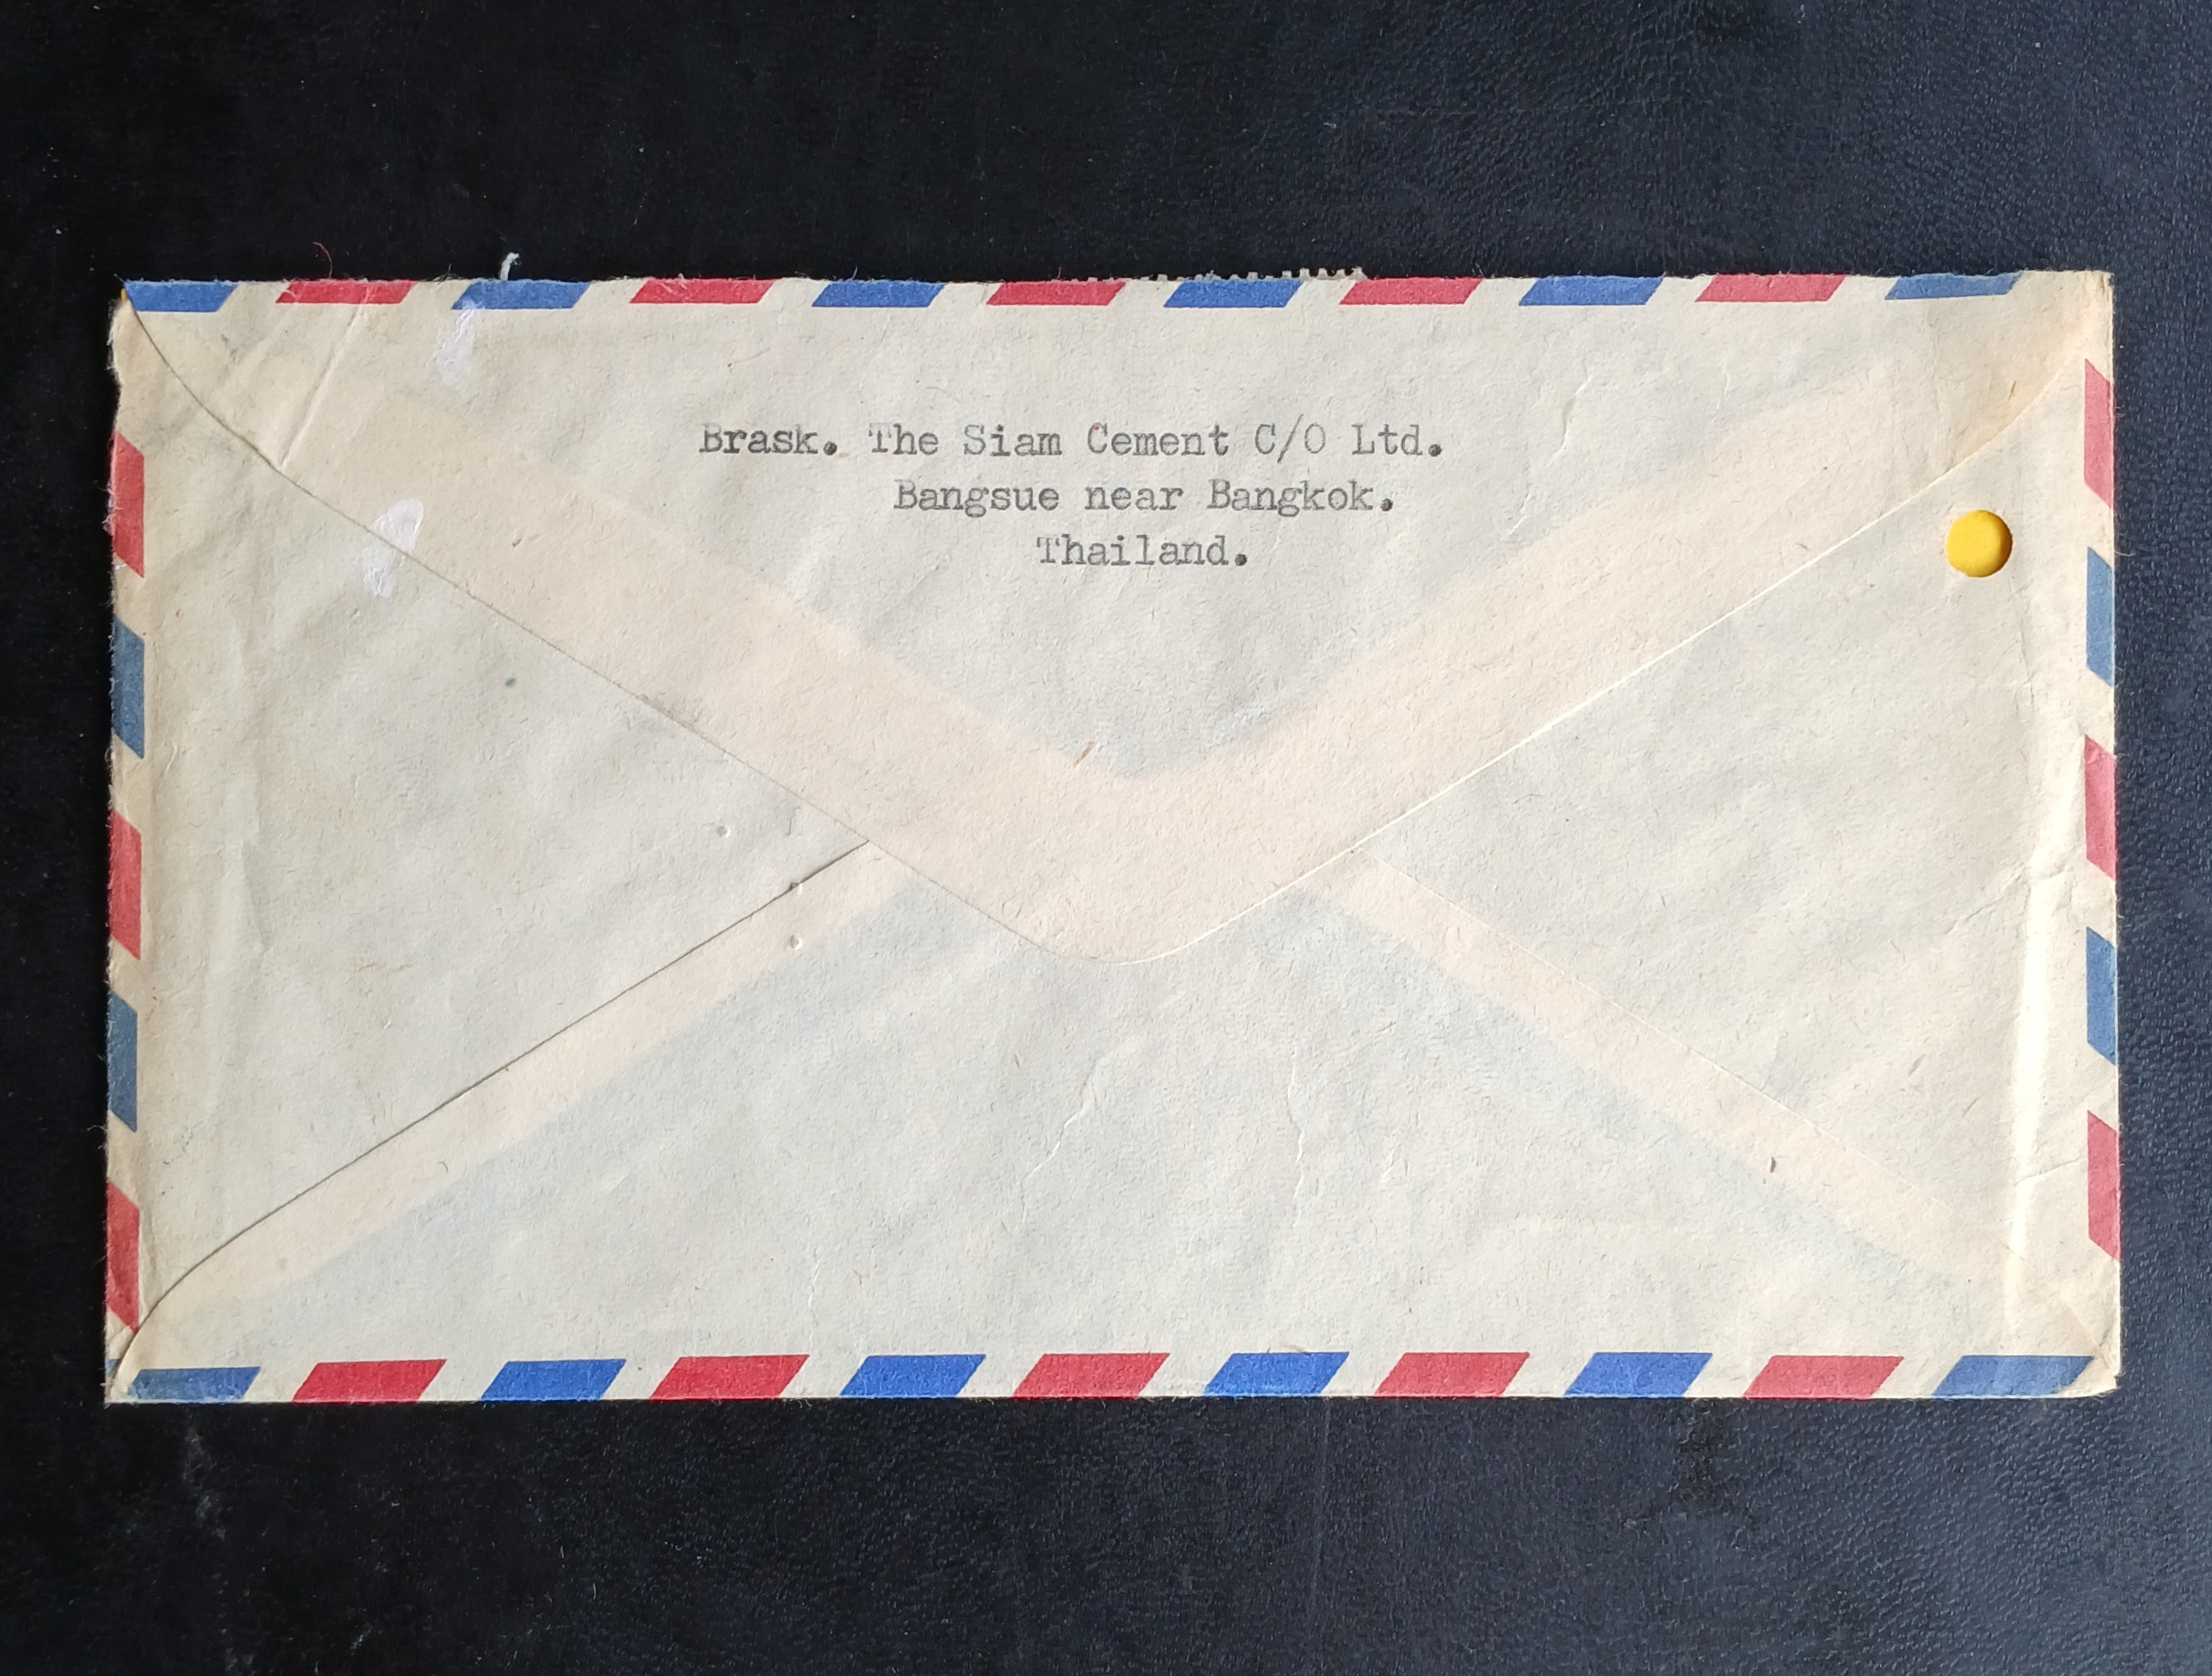 Brask. The Siam Cement C/O Ltd.
Bangsue near Bangkok.
Thailand.